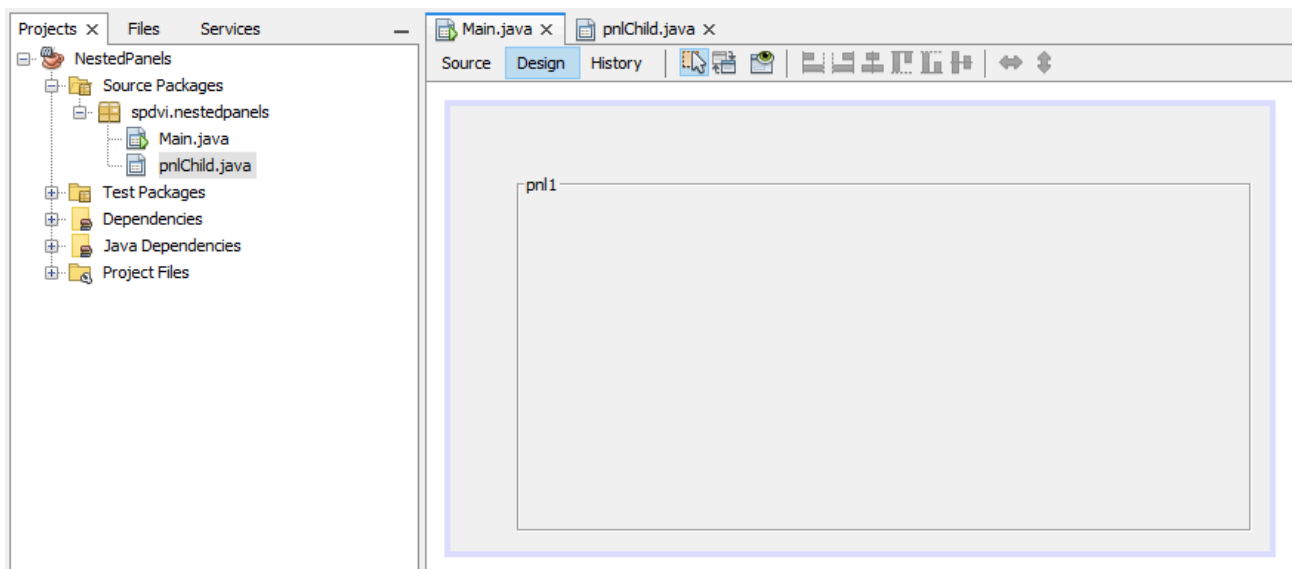 Projects Files Services
NestedPanels
Source Packages
spdvi.nestedpanels
Main.java
pnlChild.java
Test Packages
Dependencies
Java Dependencies
Project Files
Main.java pnlChild.java
Source Design History
pnl1